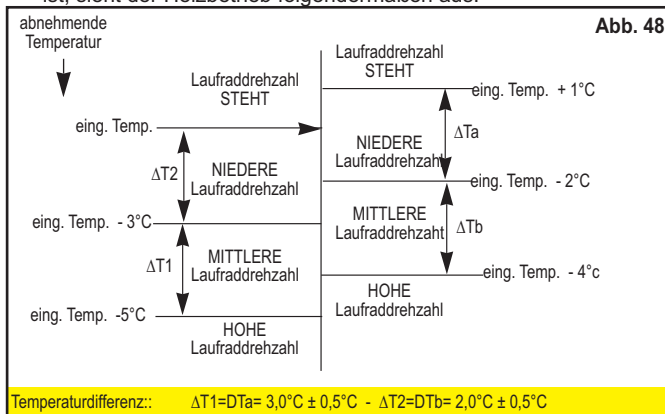 ist, sieht der Heizbetrieb folgendermaßen aus:
abnehmende
Temperatur
Abb. 48
Laufraddrehzahl
STEHT
Laufraddrehzahl
STEHT
eing. Temp. + 1°C
eing. Temp.
ΔTa
ΔT2
NIEDERE
Laufraddrehzahl
NIEDERE
Laufraddrehzahl
eing. Temp. - 2°C
eing. Temp. - 3°C
MITTLERE
Laufraddrehzaht
ΔTb
ΔT1
MITTLERE
Laufraddrehzahl
eing. Temp. - 4°c
HOHE
Laufraddrehzahl
eing. Temp. -5°C
HOHE
Laufraddrehzahl
Temperaturdifferenz:: ΔT1=DTa= 3,0°C ± 0,5°C - ΔT2=DTb= 2,0°C ± 0,5°C